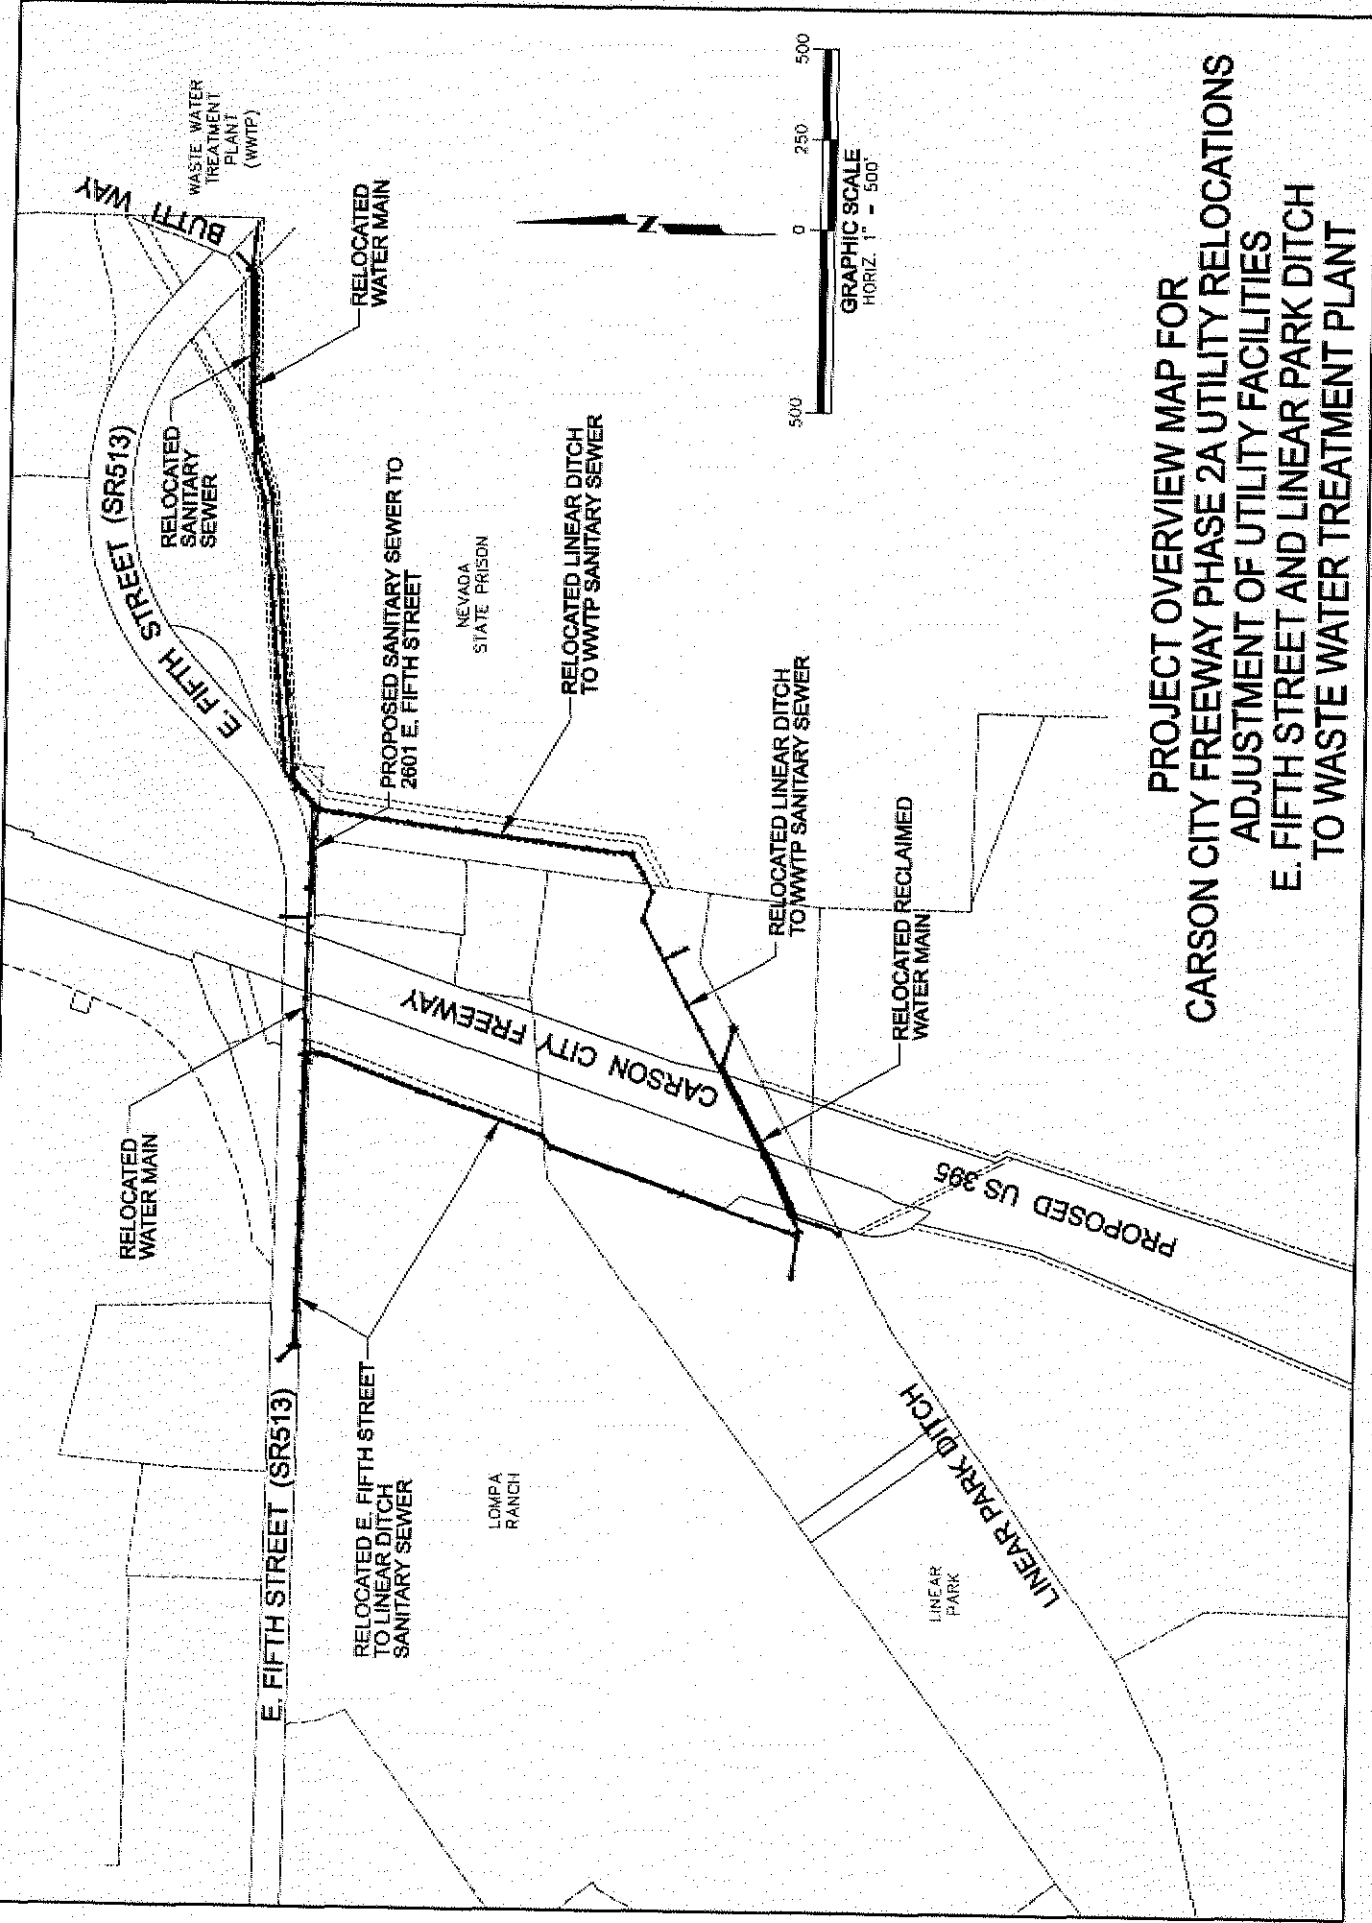 WASTE WATER
TREATMENT
PLANT
(WWTP)
BUTTI WAY
RELOCATED
WATER MAIN
E. FIFTH STREET (SR513)
RELOCATED
SANITARY
SEWER
PROPOSED SANITARY SEWER TO
2601 E. FIFTH STREET
NEVADA
STATE PRISON
RELOCATED LINEAR DITCH
TO WWTP SANITARY SEWER
RELOCATED LINEAR DITCH
TO WWTP SANITARY SEWER
RELOCATED RECLAIMED
WATER MAIN
CARSON CITY FREEWAY
PROPOSED US 395
RELOCATED
WATER MAIN
E. FIFTH STREET (SR513)
RELOCATED E. FIFTH STREET
TO LINEAR DITCH
SANITARY SEWER
LOMPA
RANCH
LINEAR PARK DITCH
LINEAR
PARK
N
500 0 250 500
GRAPHIC SCALE
HORIZ. 1" = 500'
PROJECT OVERVIEW MAP FOR
CARSON CITY FREEWAY PHASE 2A UTILITY RELOCATIONS
ADJUSTMENT OF UTILITY FACILITIES
E. FIFTH STREET AND LINEAR PARK DITCH
TO WASTE WATER TREATMENT PLANT